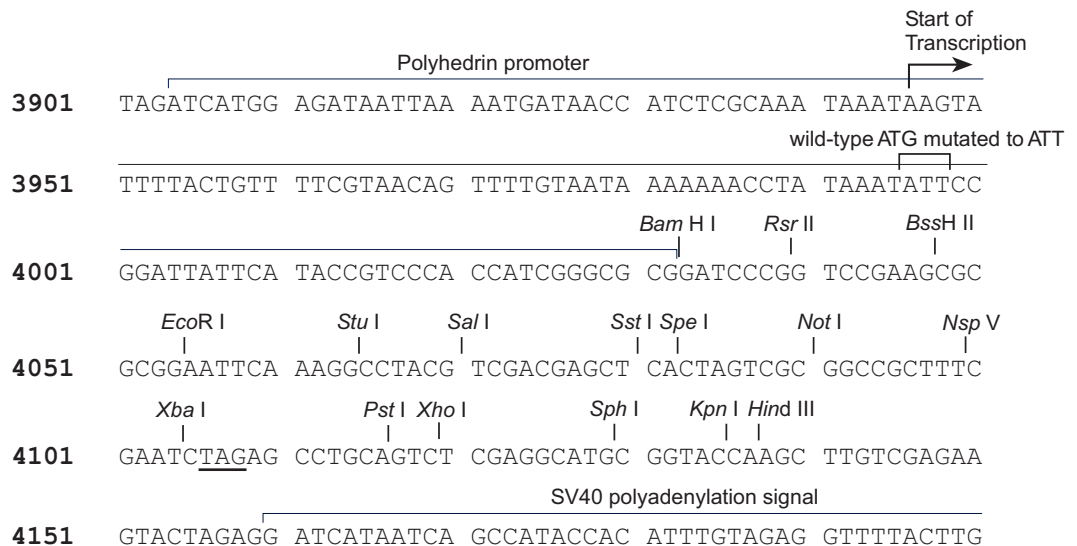 Start of
Transcription
Polyhedrin promoter
3901 TAGATCATGG AGATAATTAA AATGATAACC ATCTCGCAAA TAAATAAGTA
wild-type ATG mutated to ATT
3951 TTTTACTGTT TTCGTAACAG TTTTGTAATA AAAAAACCTA TAAATATTCC
Bam H I Rsr II BssH II
4001 GGATTATTCA TACCGTCCCA CCATCGGGCG CGGATCCCGG TCCGAAGCGC
EcoR I Stu I Sal I Sst I Spe I Not I Nsp V
4051 GCGGAATTCA AAGGCCTACG TCGACGAGCT CACTAGTCGC GGCCGCTTTC
Xba I Pst I Xho I Sph I Kpn I Hind III
4101 GAATCTAGAG CCTGCAGTCT CGAGGCATGC GGTACCAAGC TTGTCGAGAA
SV40 polyadenylation signal
4151 GTACTAGAGG ATCATAATCA GCCATACCAC ATTTGTAGAG GTTTTACTTG